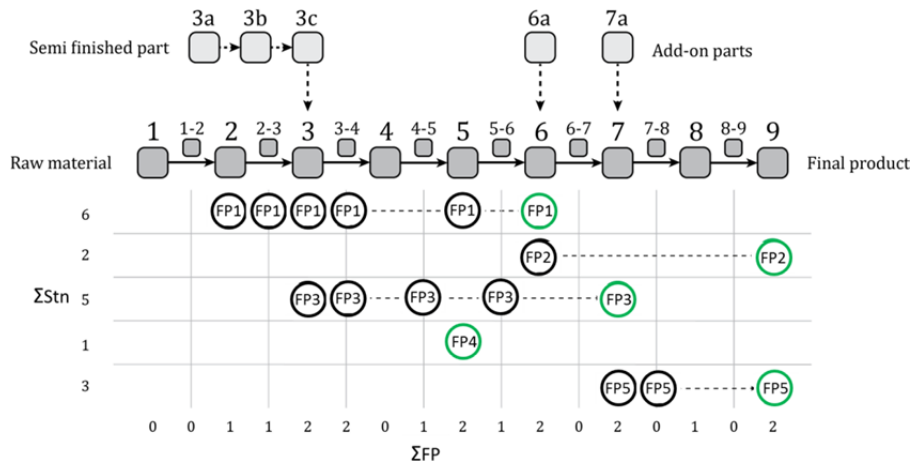 3a 3b 3c 6a 7a
Semi finished part Add-on parts
1 1-2 2 2-3 3 3-4 4 4-5 5 5-6 6 6-7 7 7-8 8 8-9 9
Raw material Final product
6 FP1 FP1 FP1 FP1 FP1 FP1
2 FP2 FP2
ΣStn 5 FP3 FP3 FP3 FP3 FP3
1 FP4
3 FP5 FP5 FP5
0 0 1 1 2 2 0 1 2 1 2 0 2 0 1 0 2
ΣFP